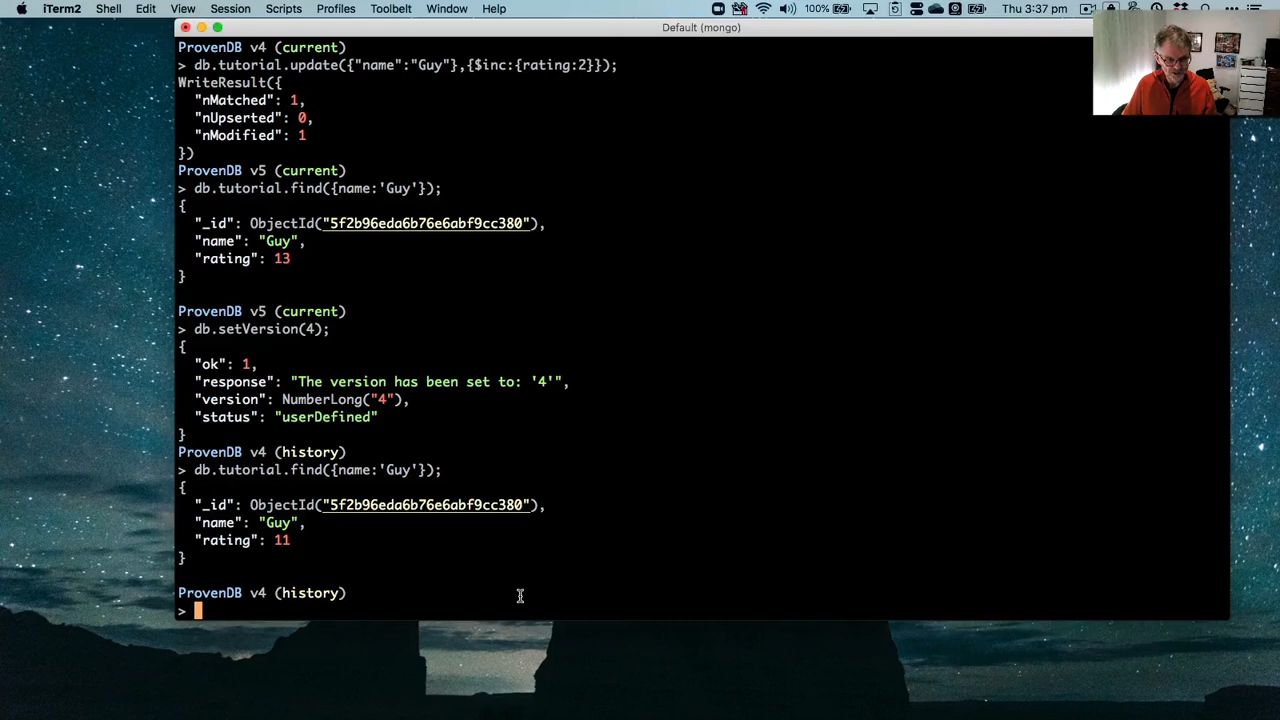 iTerm2 Shell Edit View Session Scripts Profiles Toolbelt Window Help 100% Thu 3:37 pm
Default (mongo)
ProvenDB v4 (current)
> db.tutorial.update({"name":"Guy"},{$inc:{rating:2}});
WriteResult({
"nMatched": 1,
"nUpserted": 0,
"nModified": 1
})
ProvenDB v5 (current)
> db.tutorial.find({name:'Guy'});
{
"_id": ObjectId("5f2b96eda6b76e6abf9cc380"),
"name": "Guy",
"rating": 13
}
ProvenDB v5 (current)
> db.setVersion(4);
{
"ok": 1,
"response": "The version has been set to: '4'",
"version": NumberLong("4"),
"status": "userDefined"
}
ProvenDB v4 (history)
> db.tutorial.find({name:'Guy'});
{
"_id": ObjectId("5f2b96eda6b76e6abf9cc380"),
"name": "Guy",
"rating": 11
}
ProvenDB v4 (history)
>